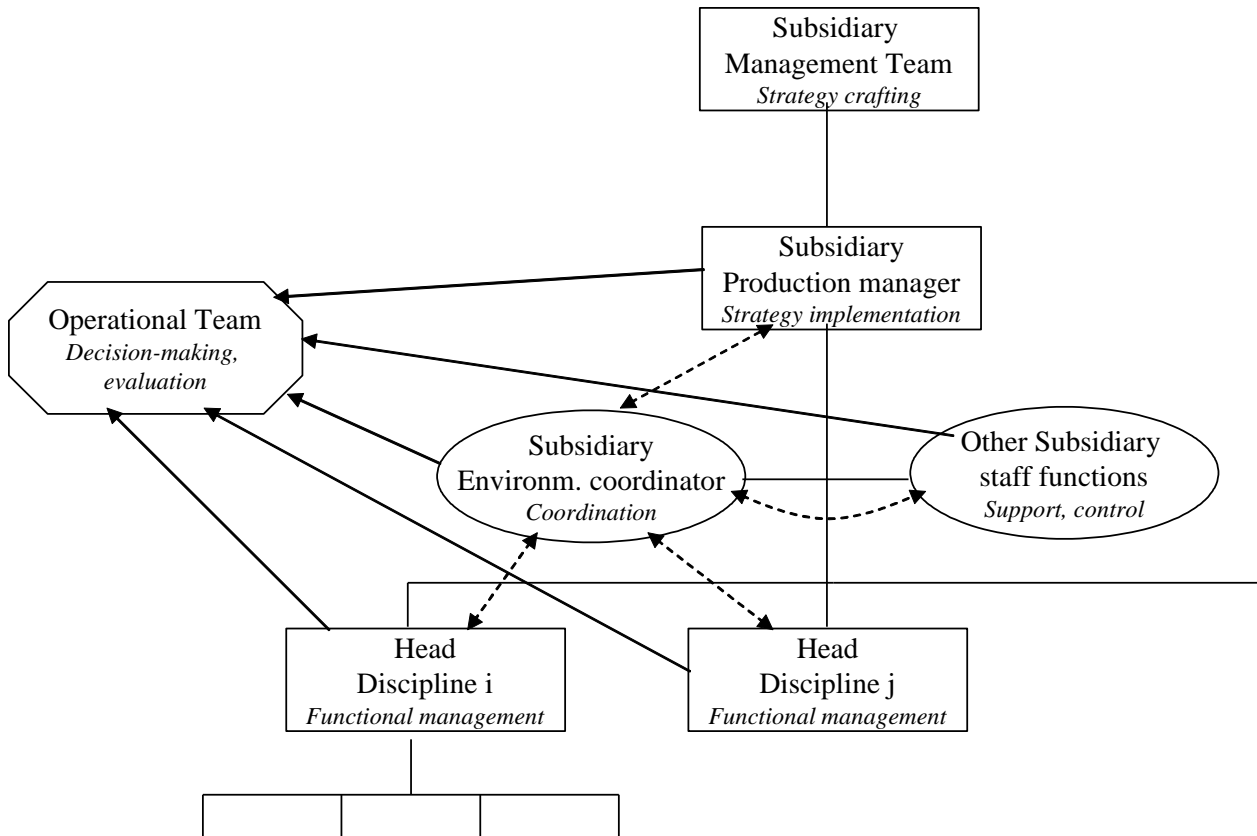 Subsidiary
Management Team
Strategy crafting
Subsidiary
Production manager
Strategy implementation
Operational Team
Decision-making,
evaluation
Subsidiary
Environm. coordinator
Coordination
Other Subsidiary
staff functions
Support, control
Head
Discipline i
Functional management
Head
Discipline j
Functional management